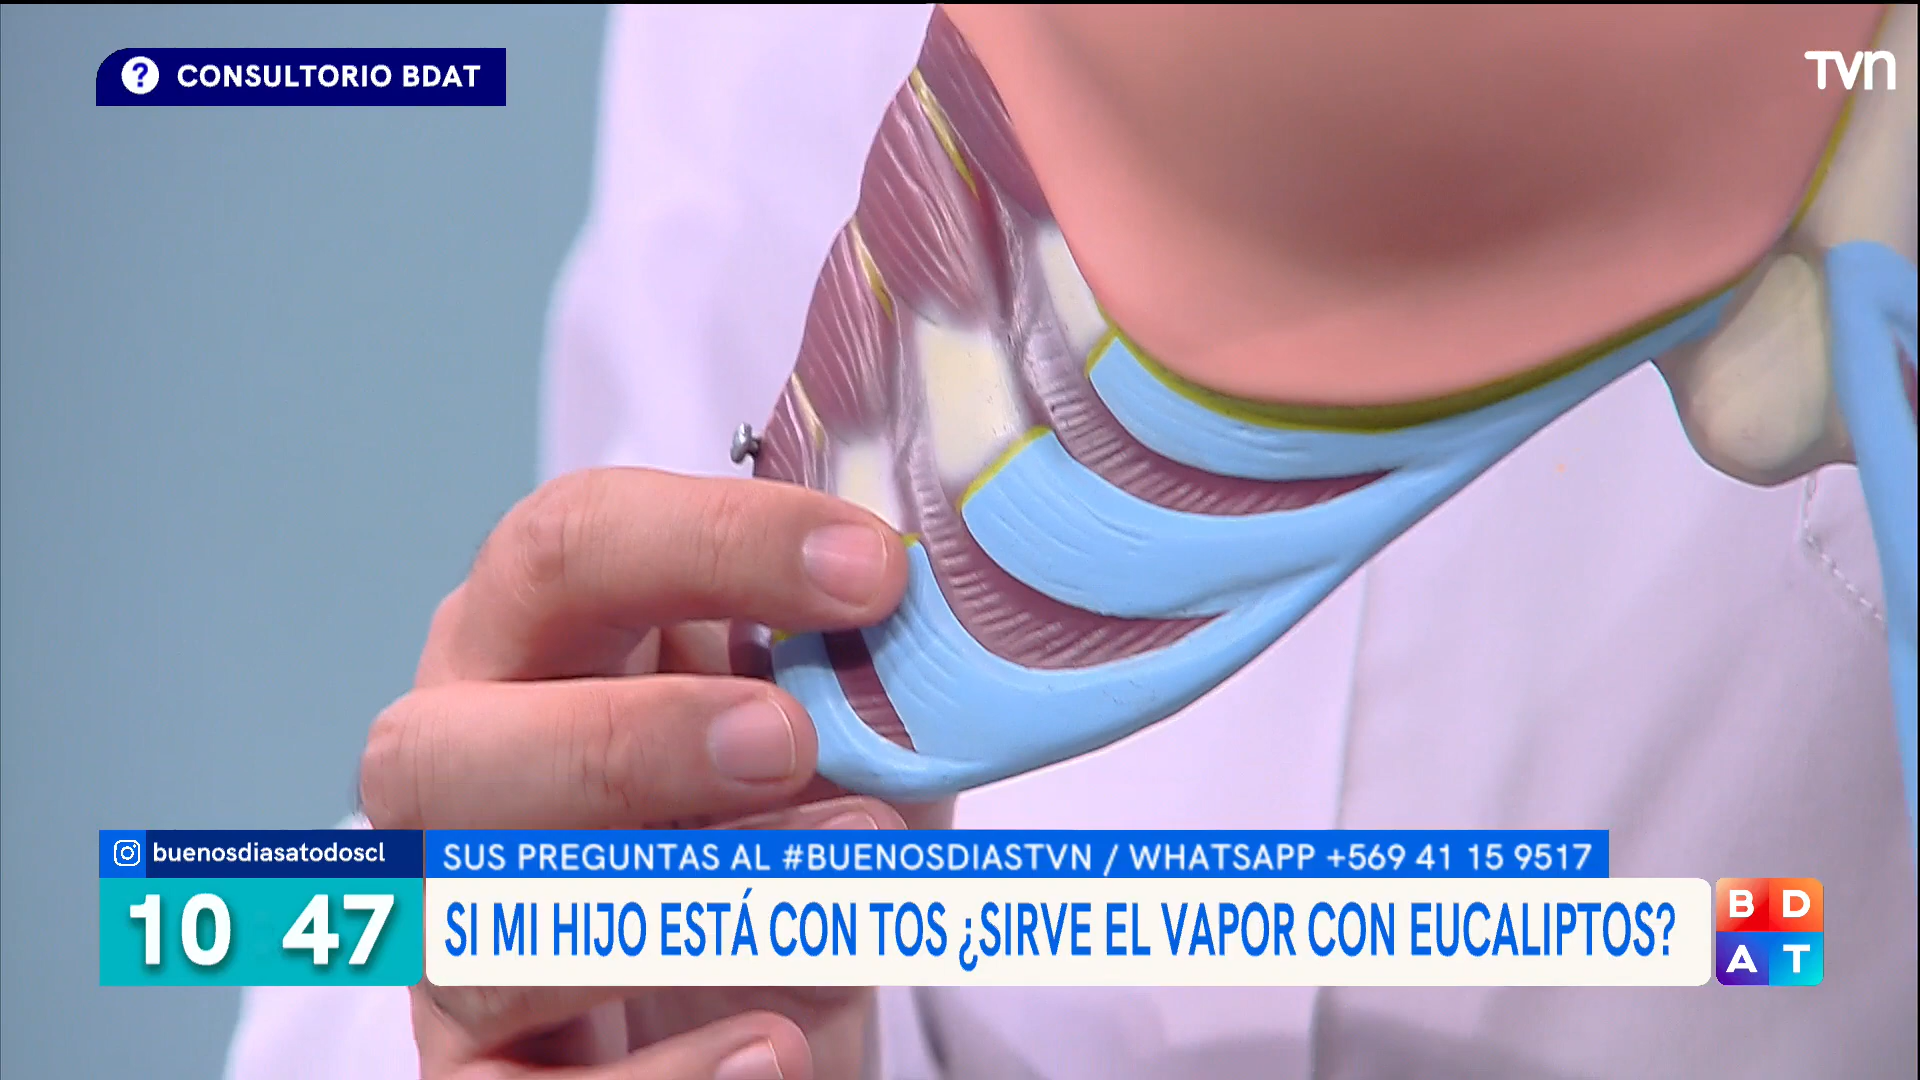 ? CONSULTORIO BDAT
TVN
buenosdiasatodoscl
SUS PREGUNTAS AL #BUENOSDIASTVN / WHATSAPP +569 41 15 9517
10 47
SI MI HIJO ESTÁ CON TOS ¿SIRVE EL VAPOR CON EUCALIPTOS?
B D
A T